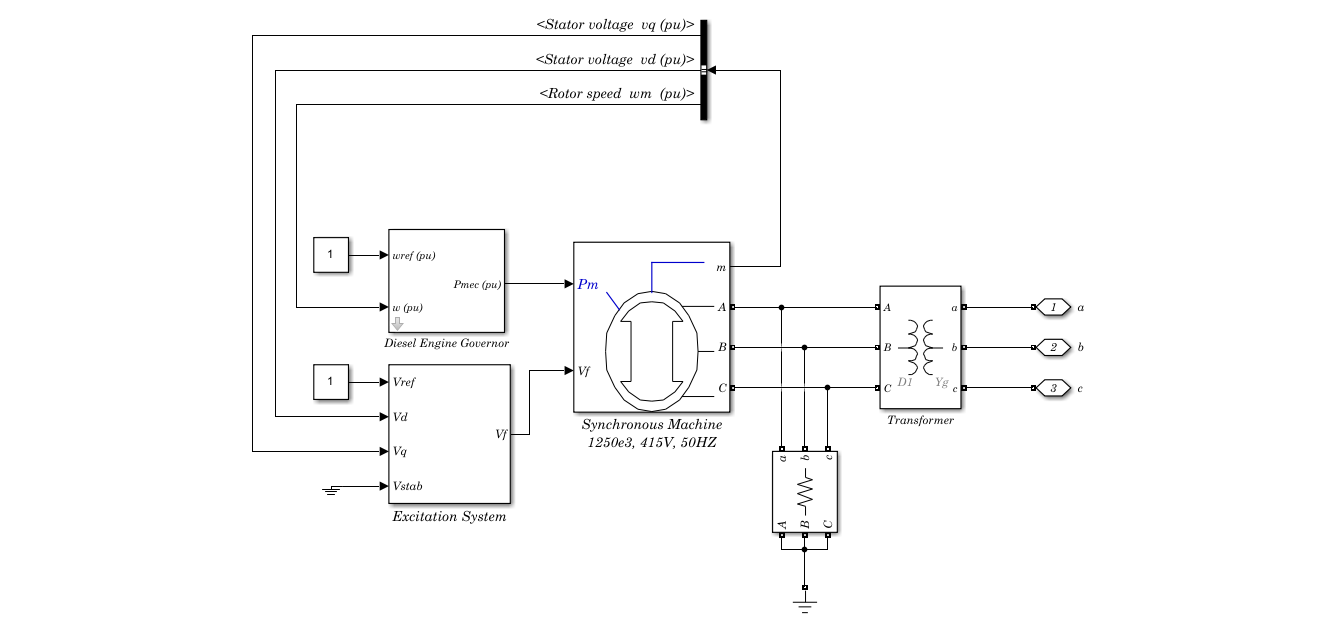 <Stator voltage vq (pu)>
<Stator voltage vd (pu)>
<Rotor speed wm (pu)>
1
wref (pu)
Pmec (pu)
w (pu)
Diesel Engine Governor
1
Vref
Vd
Vq
Vstab
Vf
Excitation System
Pm
Vf
m
A
B
C
Synchronous Machine
1250e3, 415V, 50HZ
A
B
C
D1
Yg
a
b
c
Transformer
1
a
2
b
3
c
a
b
c
A
B
C